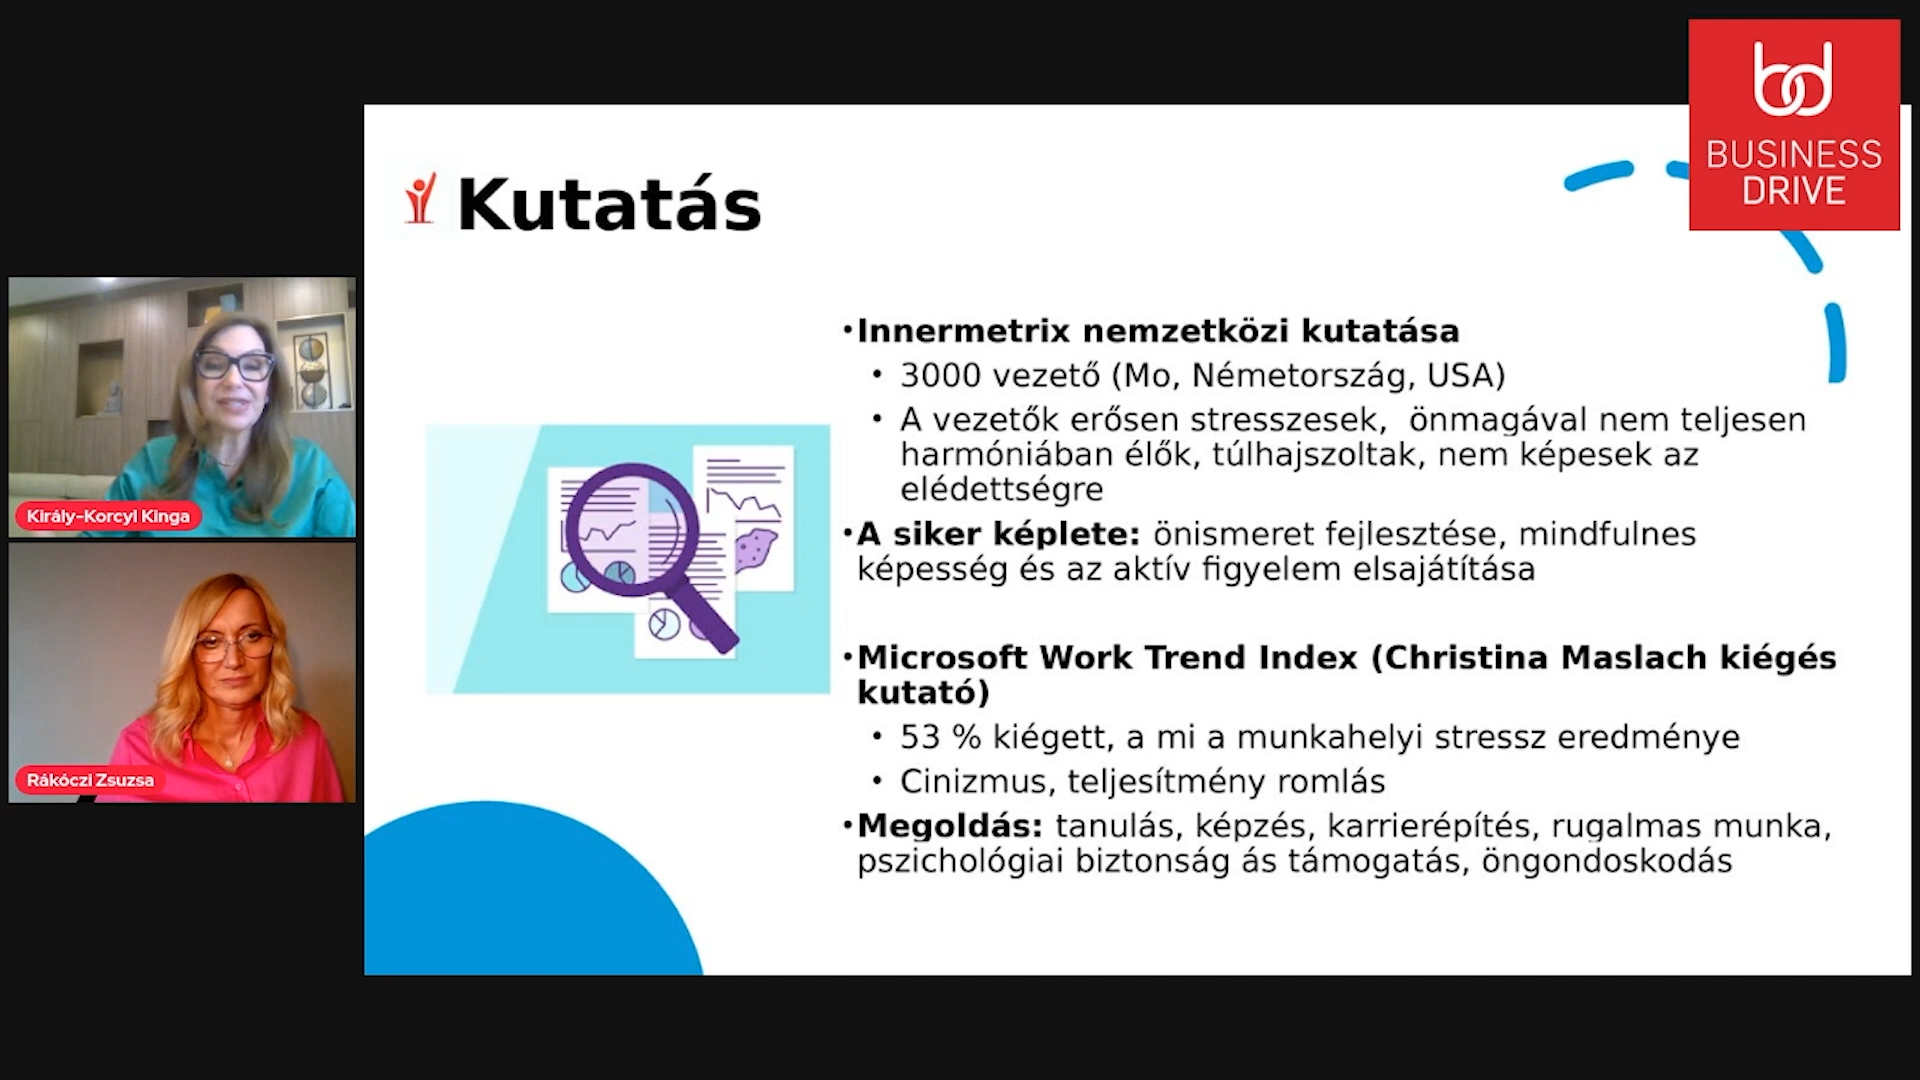 BUSINESS
DRIVE
Kutatás
•Innermetrix nemzetközi kutatása
• 3000 vezető (Mo, Németország, USA)
• A vezetők erősen stresszesek,  önmagával nem teljesen
harmóniában élők, túlhajszoltak, nem képesek az
elédettségre
•A siker képlete: önismeret fejlesztése, mindfulnes
képesség és az aktív figyelem elsajátítása
•Microsoft Work Trend Index (Christina Maslach kiégés
kutató)
• 53 % kiégett, a mi a munkahelyi stressz eredménye
• Cinizmus, teljesítmény romlás
•Megoldás: tanulás, képzés, karrierépítés, rugalmas munka,
pszichológiai biztonság ás támogatás, öngondoskodás
Király-Korcyl Kinga
Rákóczi Zsuzsa